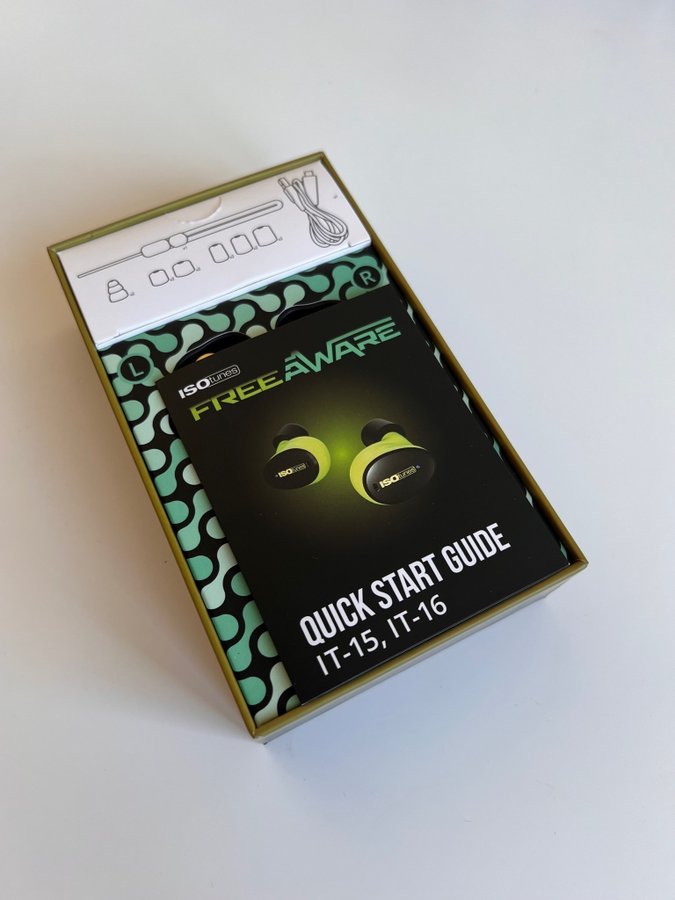 R
L
ISOtunes
FREEAWARE
ISOtunes
ISOtunes
QUICK START GUIDE
IT-15, IT-16